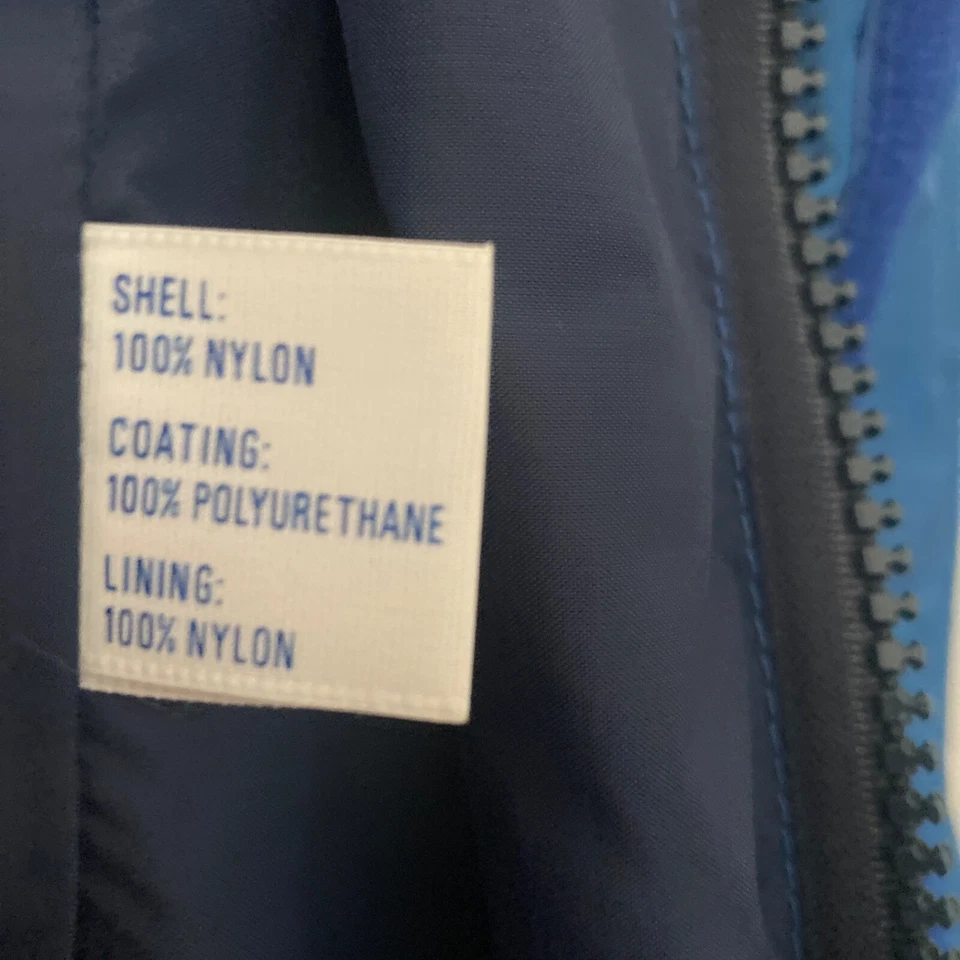 SHELL:
100% NYLON
COATING:
100% POLYURETHANE
LINING:
100% NYLON